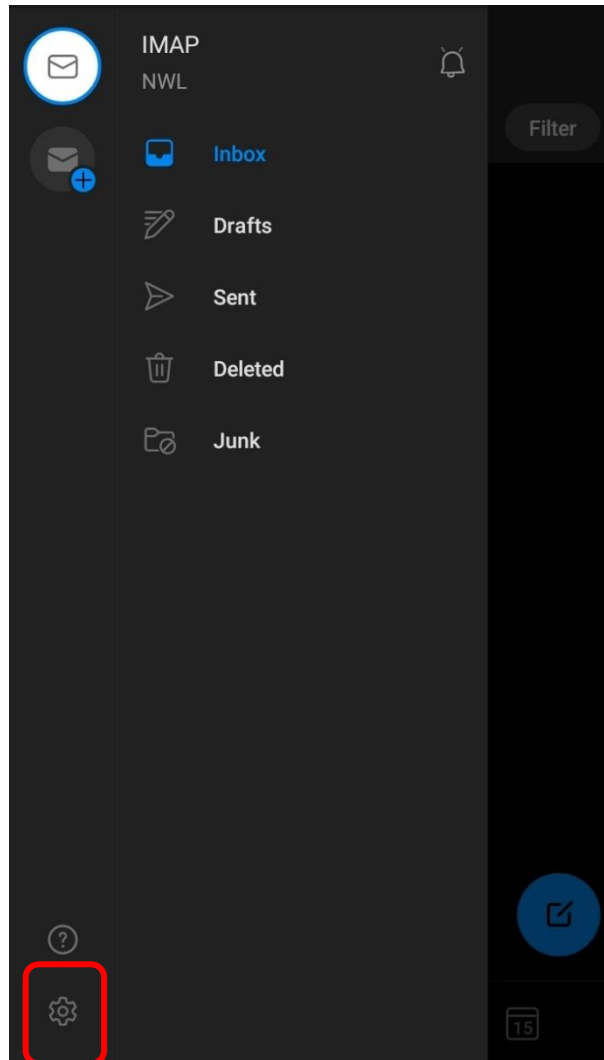 IMAP
NWL
Filter
Inbox
Drafts
Sent
Deleted
Junk
?
15